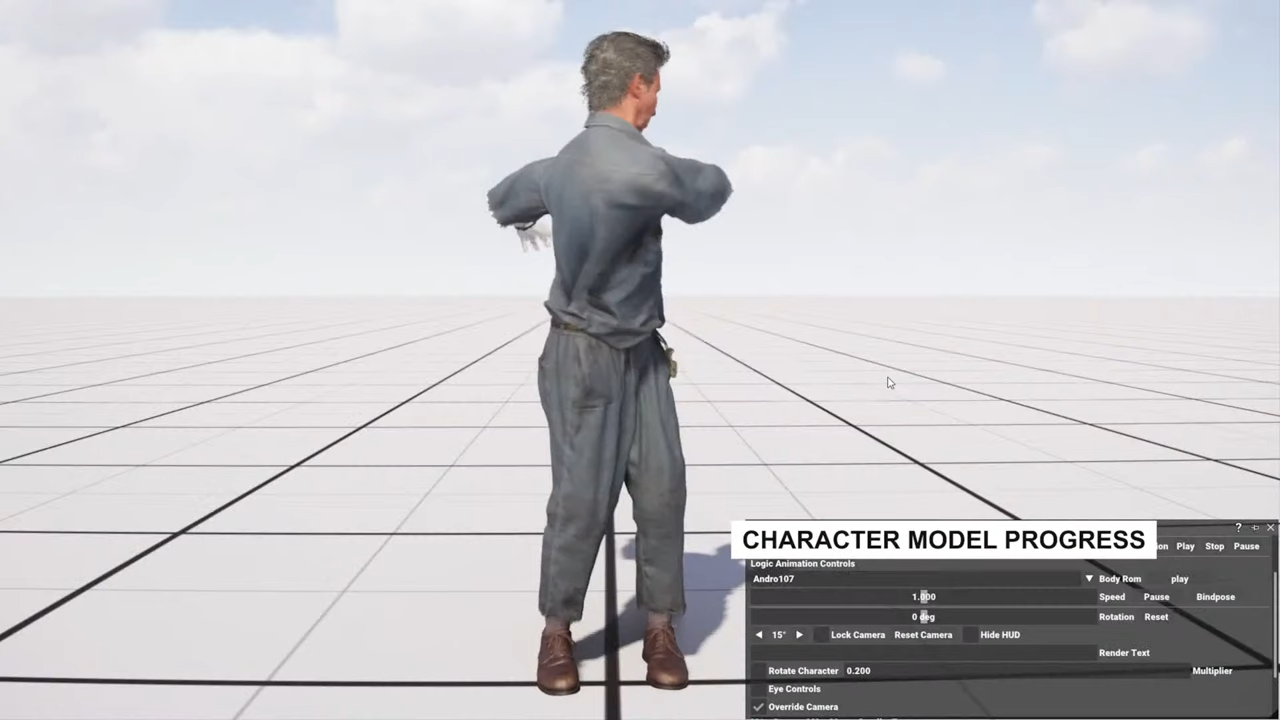 CHARACTER MODEL PROGRESS
? ✕
Play Stop Pause
Logic Animation Controls
Andro107 ▼ Body Rom play
1.000 Speed Pause Bindpose
0 deg Rotation Reset
◀ 15° ▶ Lock Camera Reset Camera Hide HUD
Render Text
Rotate Character 0.200 Multiplier
Eye Controls
Override Camera